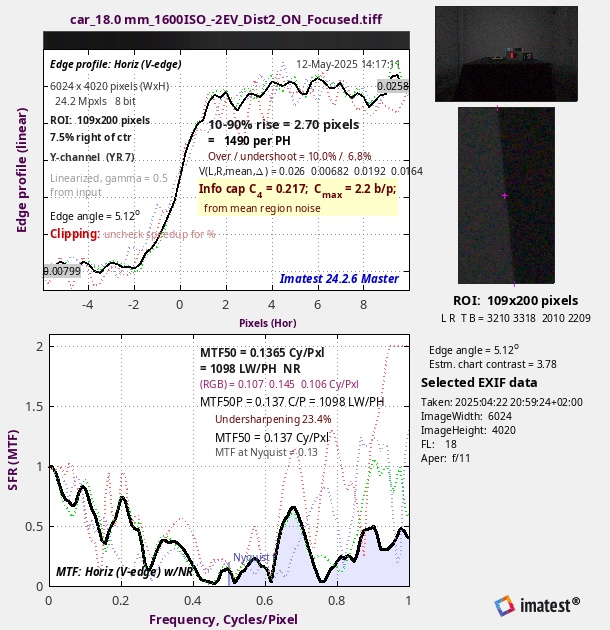 car_18.0 mm_1600ISO_-2EV_Dist2_ON_Focused.tiff
Edge profile: Horiz (V-edge)
12-May-2025 14:17:11
6024 x 4020 pixels (WxH)
24.2 Mpxls   8 bit
0.0258
ROI:  109x200 pixels
7.5% right of ctr
Y-channel  (YR7)
Linearized, gamma = 0.5
from input
Edge angle = 5.12o
Clipping: uncheck speedup for %
0.00799
10-90% rise = 2.70 pixels
=   1490 per PH
Over / undershoot = 10.0% /  6.8%
V(L,R,mean,Δ) = 0.026  0.00682  0.0192  0.0164
Info cap C4 = 0.217;  Cmax = 2.2 b/p;
from mean region noise
Imatest 24.2.6 Master
Edge profile (linear)
-4 -2 0 2 4 6 8
Pixels (Hor)
ROI:  109x200 pixels
L R  T B = 3210 3318  2010 2209
Edge angle = 5.12o
Estm. chart contrast = 3.78
Selected EXIF data
Taken: 2025:04:22 20:59:24+02:00
ImageWidth:  6024
ImageHeight:  4020
FL:   18
Aper:  f/11
MTF50 = 0.1365 Cy/Pxl
= 1098 LW/PH  NR
(RGB) = 0.107  0.145  0.106 Cy/Pxl
MTF50P = 0.137 C/P = 1098 LW/PH
Undersharpening 23.4%
MTF50 = 0.137 Cy/Pxl
MTF at Nyquist = 0.13
Nyquist f
MTF: Horiz (V-edge) w/NR
SFR (MTF)
2
1.5
1
0.5
0
0 0.2 0.4 0.6 0.8 1
Frequency, Cycles/Pixel
imatest®